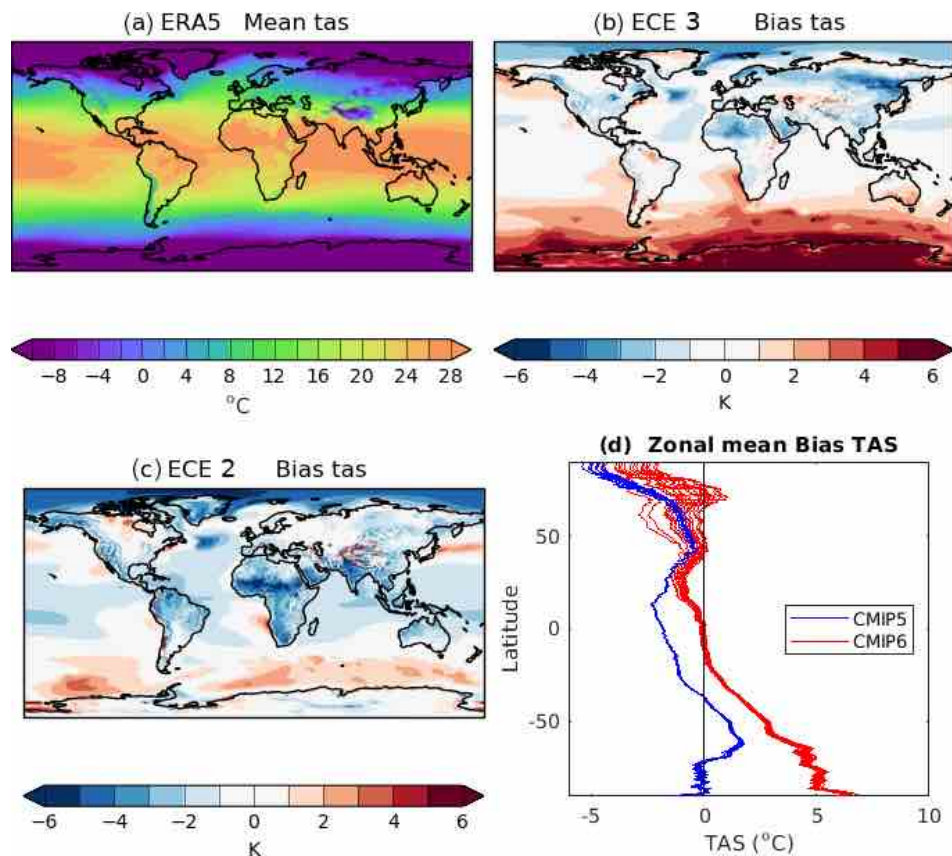 (a) ERA5 Mean tas
(b) ECE 3 Bias tas
−8 −4 0 4 8 12 16 20 24 28
°C
−6 −4 −2 0 2 4 6
K
(c) ECE 2 Bias tas
−6 −4 −2 0 2 4 6
K
(d) Zonal mean Bias TAS
50
0
-50
Latitude
CMIP5
CMIP6
-5 0 5 10
TAS (°C)